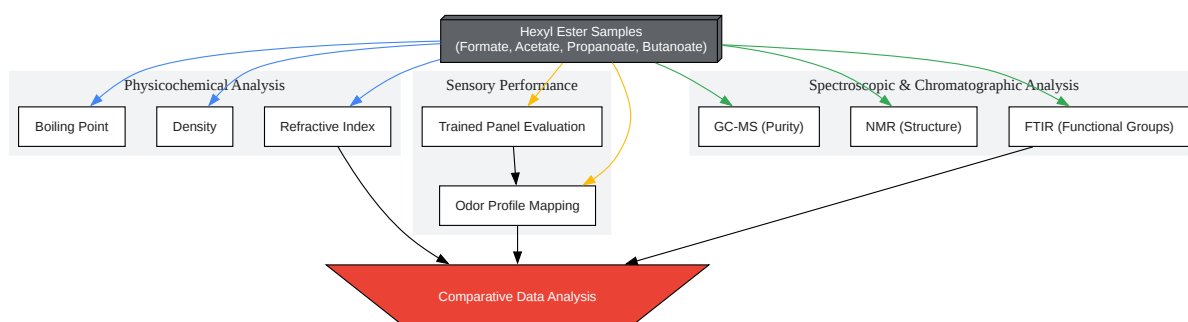 Hexyl Ester Samples
(Formate, Acetate, Propanoate, Butanoate)
Physicochemical Analysis
Sensory Performance
Spectroscopic & Chromatographic Analysis
Boiling Point
Density
Refractive Index
Trained Panel Evaluation
GC-MS (Purity)
NMR (Structure)
FTIR (Functional Groups)
Odor Profile Mapping
Comparative Data Analysis